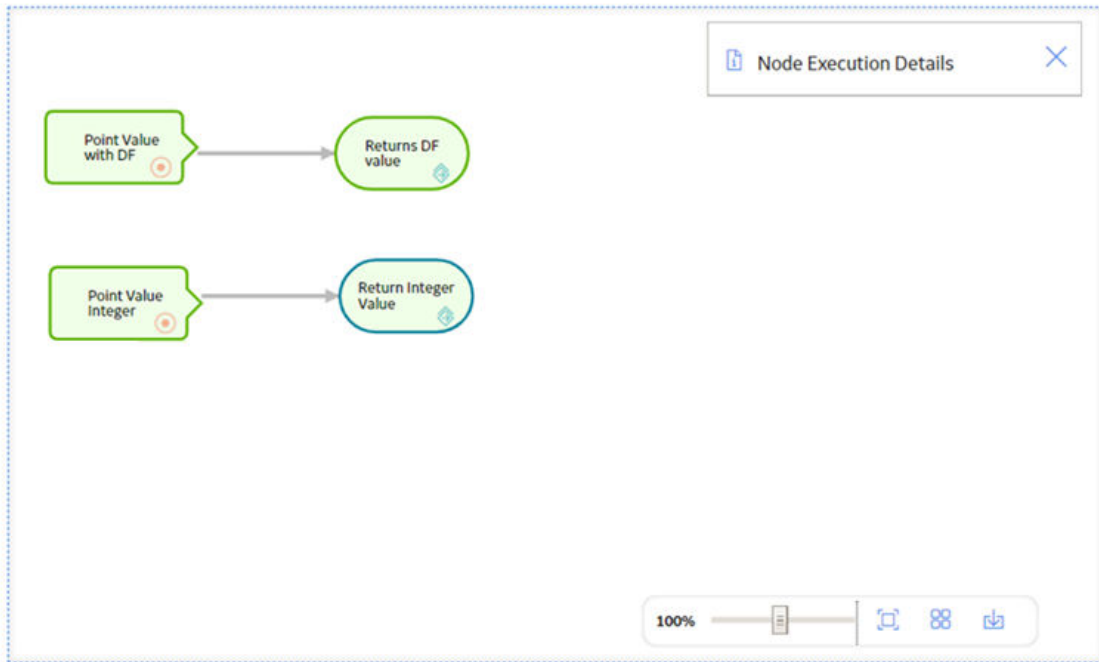 Node Execution Details
Point Value
with DF
Returns DF
value
Point Value
Integer
Return Integer
Value
100%